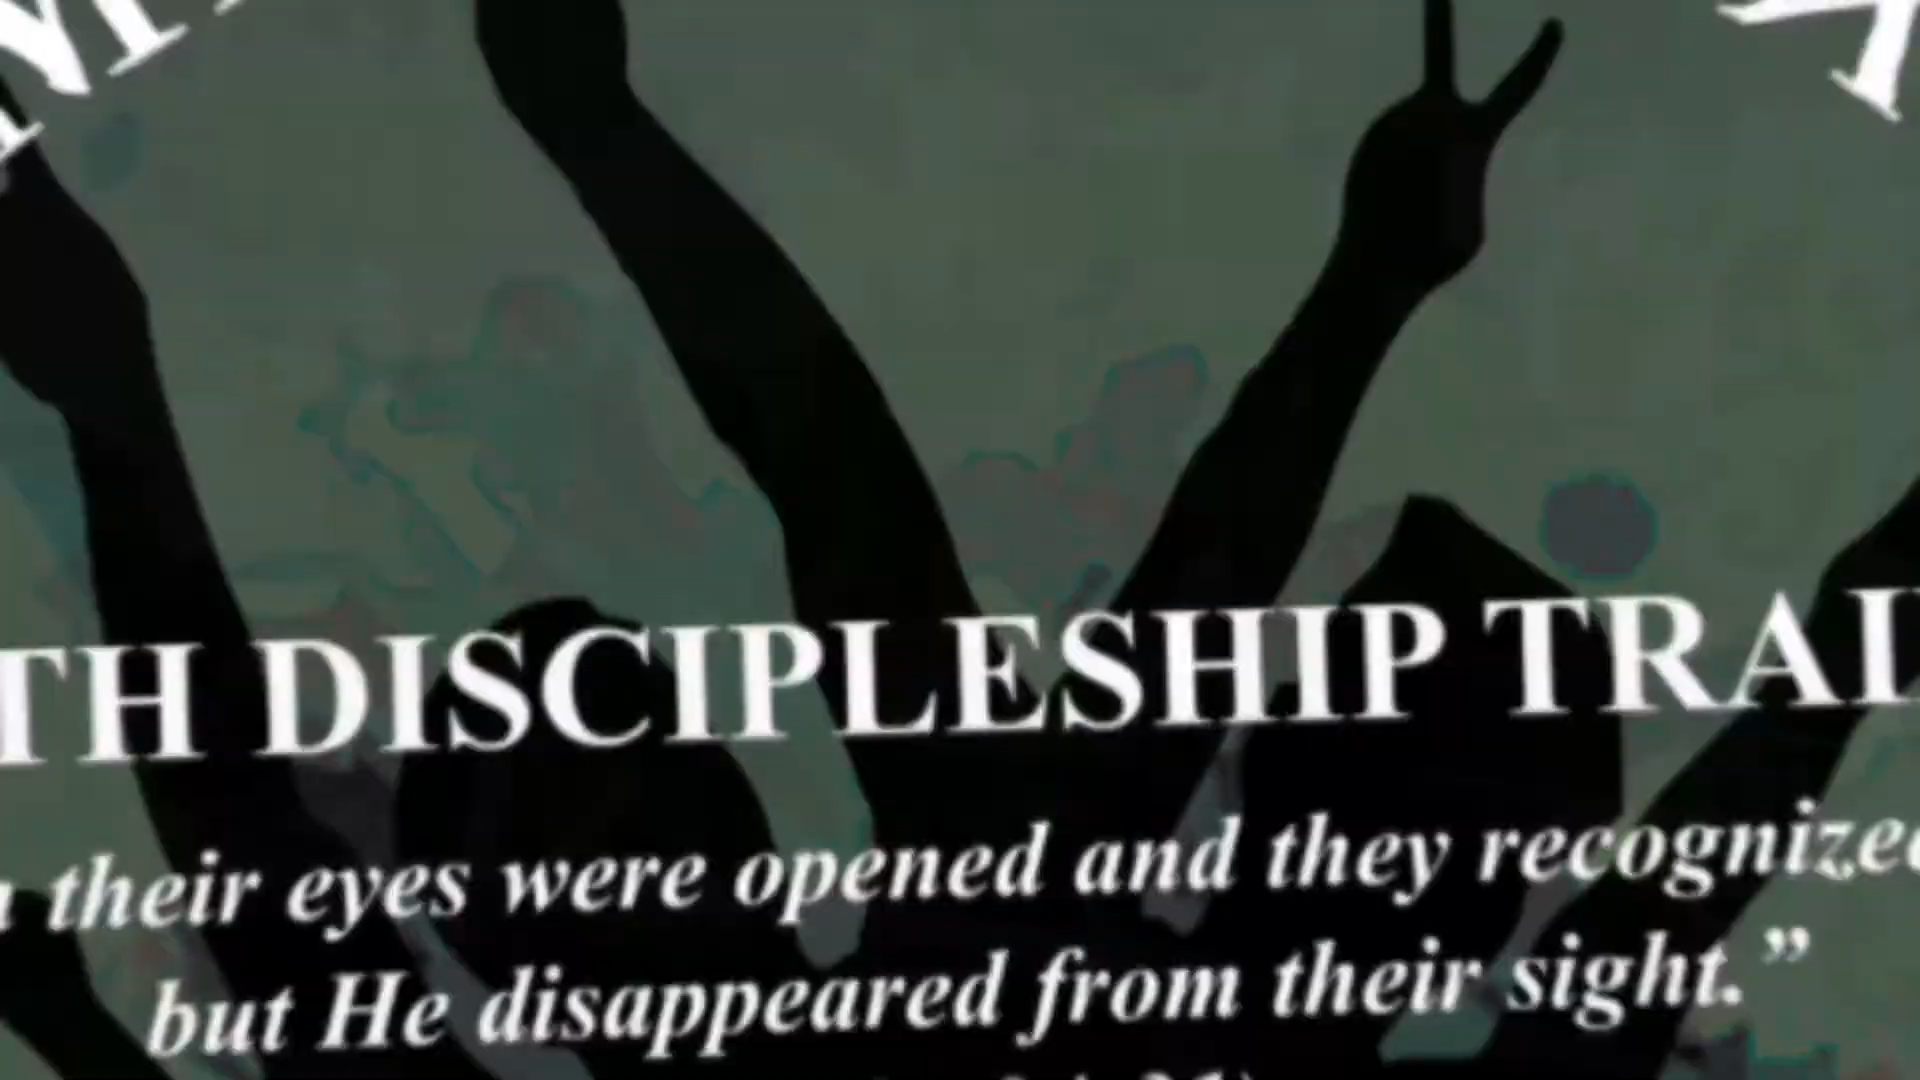 TH DISCIPLESHIP TRAI
their eyes were opened and they recognized
but He disappeared from their sight.”